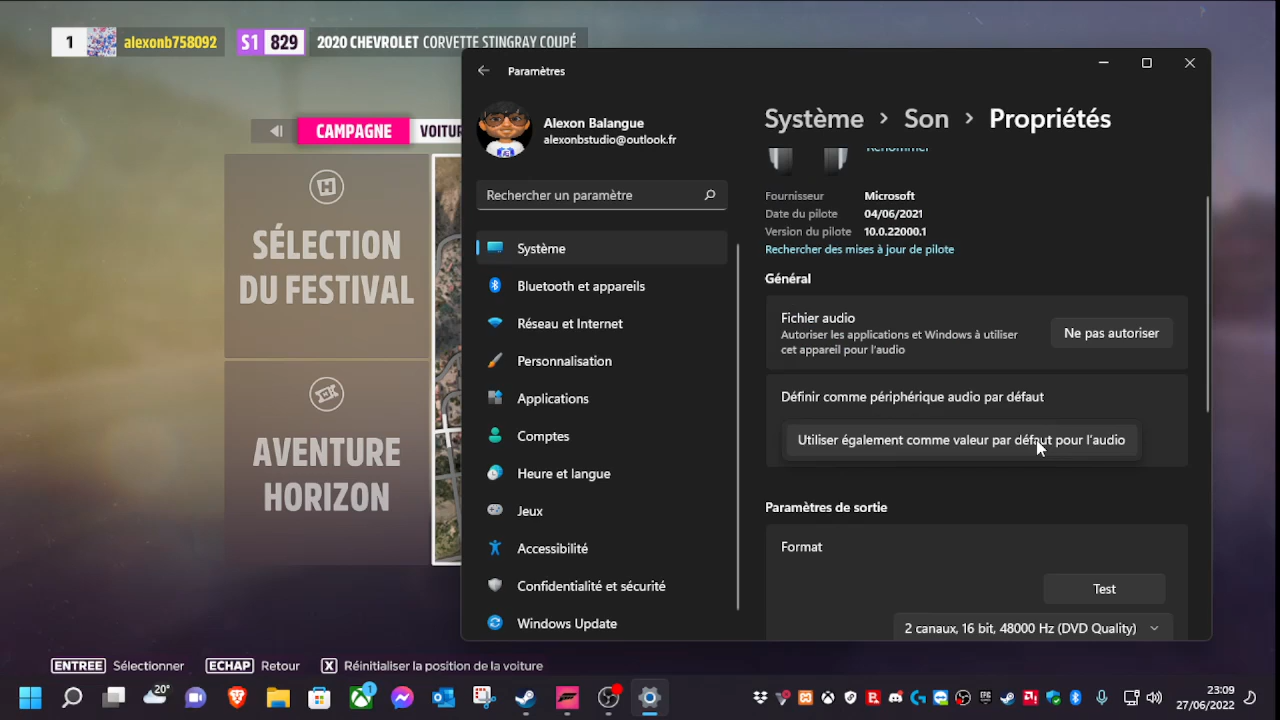 1 alexonb758092 S1 829 2020 CHEVROLET CORVETTE STINGRAY COUPÉ
CAMPAGNE
SÉLECTION
DU FESTIVAL
AVENTURE
HORIZON
ENTREE Sélectionner ECHAP Retour X Réinitialiser la position de la voiture
Paramètres
Alexon Balangue
alexonbstudio@outlook.fr
Rechercher un paramètre
Système
Bluetooth et appareils
Réseau et Internet
Personnalisation
Applications
Comptes
Heure et langue
Jeux
Accessibilité
Confidentialité et sécurité
Windows Update
Système > Son > Propriétés
Renommer
Fournisseur Microsoft
Date du pilote 04/06/2021
Version du pilote 10.0.22000.1
Rechercher des mises à jour de pilote
Général
Fichier audio
Autoriser les applications et Windows à utiliser
cet appareil pour l'audio
Ne pas autoriser
Définir comme périphérique audio par défaut
Utiliser également comme valeur par défaut pour l'audio
Paramètres de sortie
Format
Test
2 canaux, 16 bit, 48000 Hz (DVD Quality)
20°
1
23:09
27/06/2022